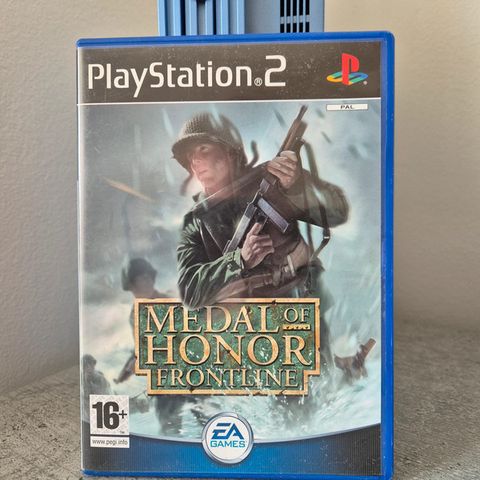 PlayStation®2
PAL
MEDAL OF
HONOR
FRONTLINE
16+
www.pegi.info
EA
GAMES